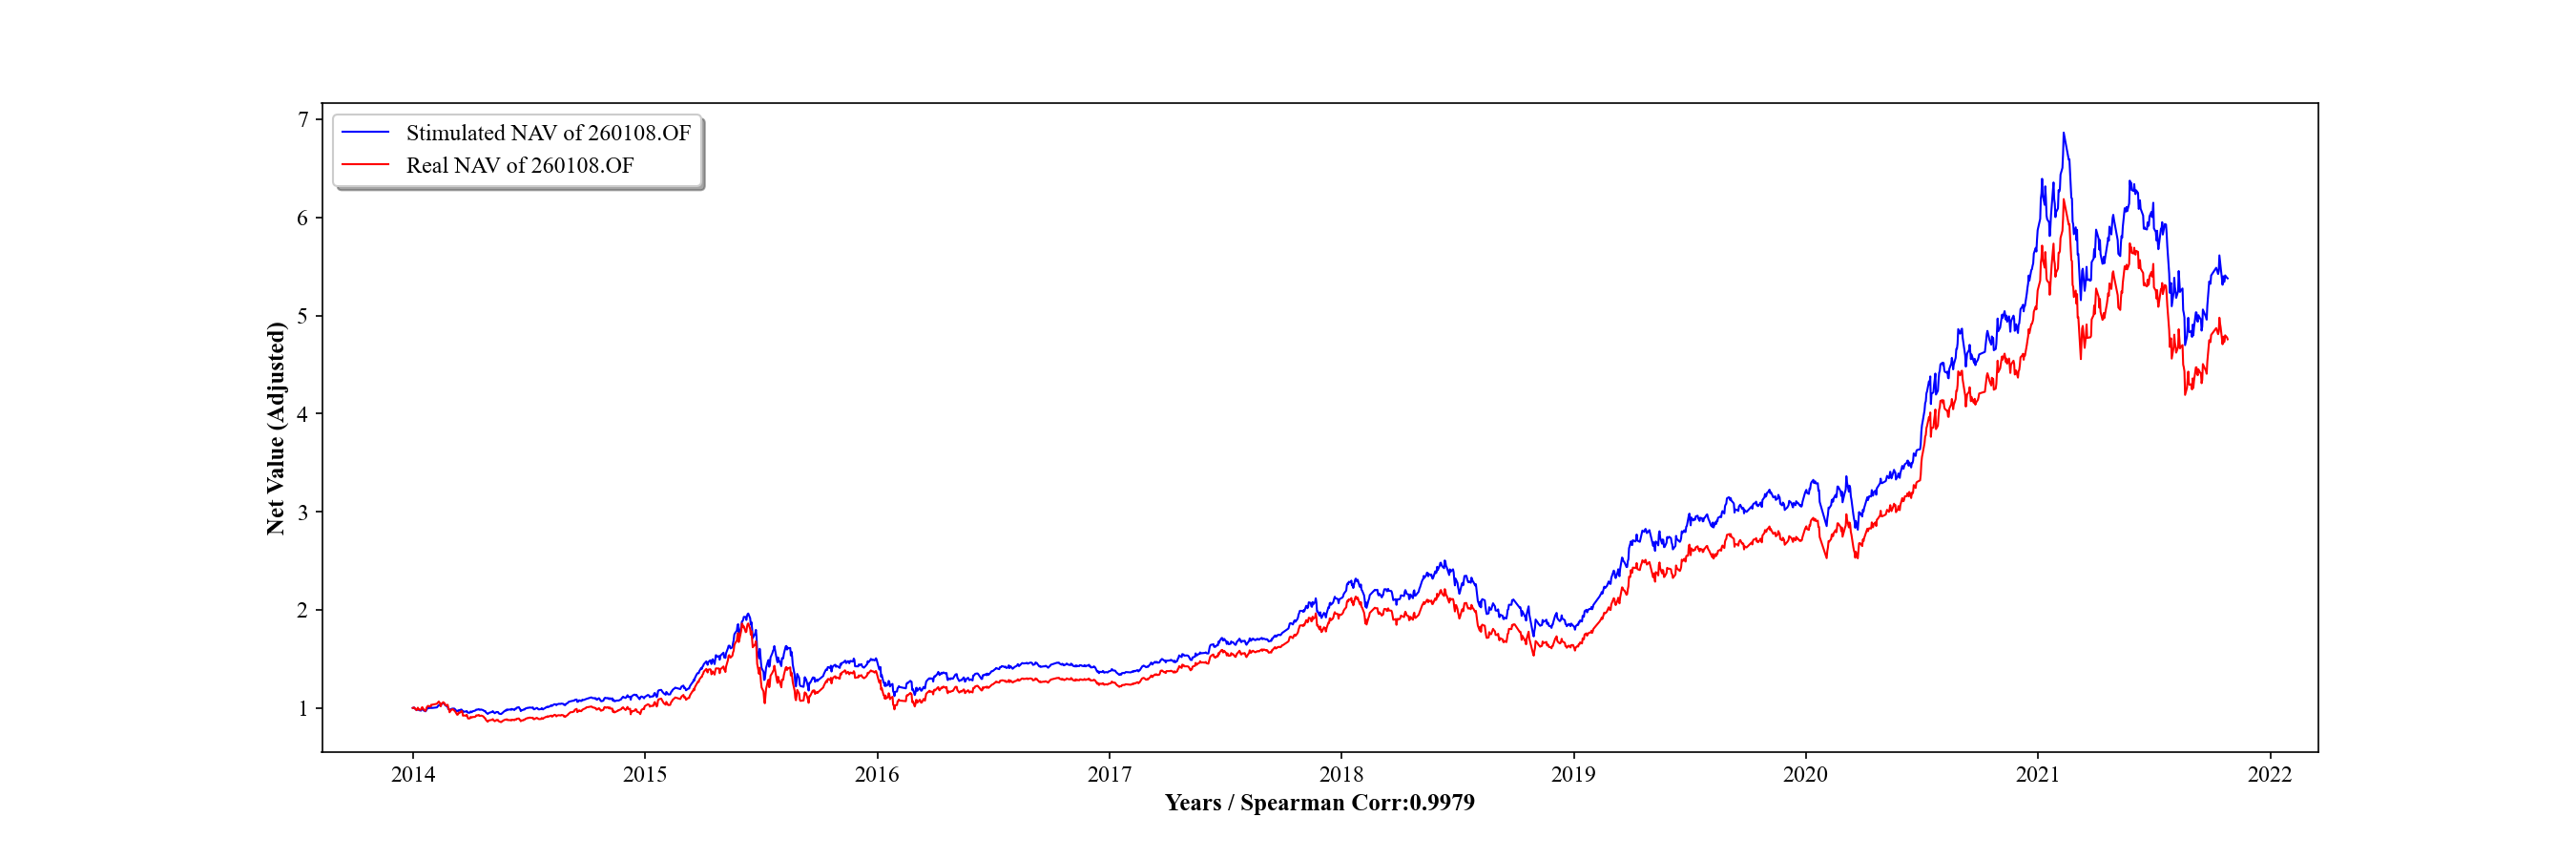 7
Stimulated NAV of 260108.OF
Real NAV of 260108.OF
6
5
4
3
2
1
Net Value (Adjusted)
2014 2015 2016 2017 2018 2019 2020 2021 2022
Years / Spearman Corr:0.9979